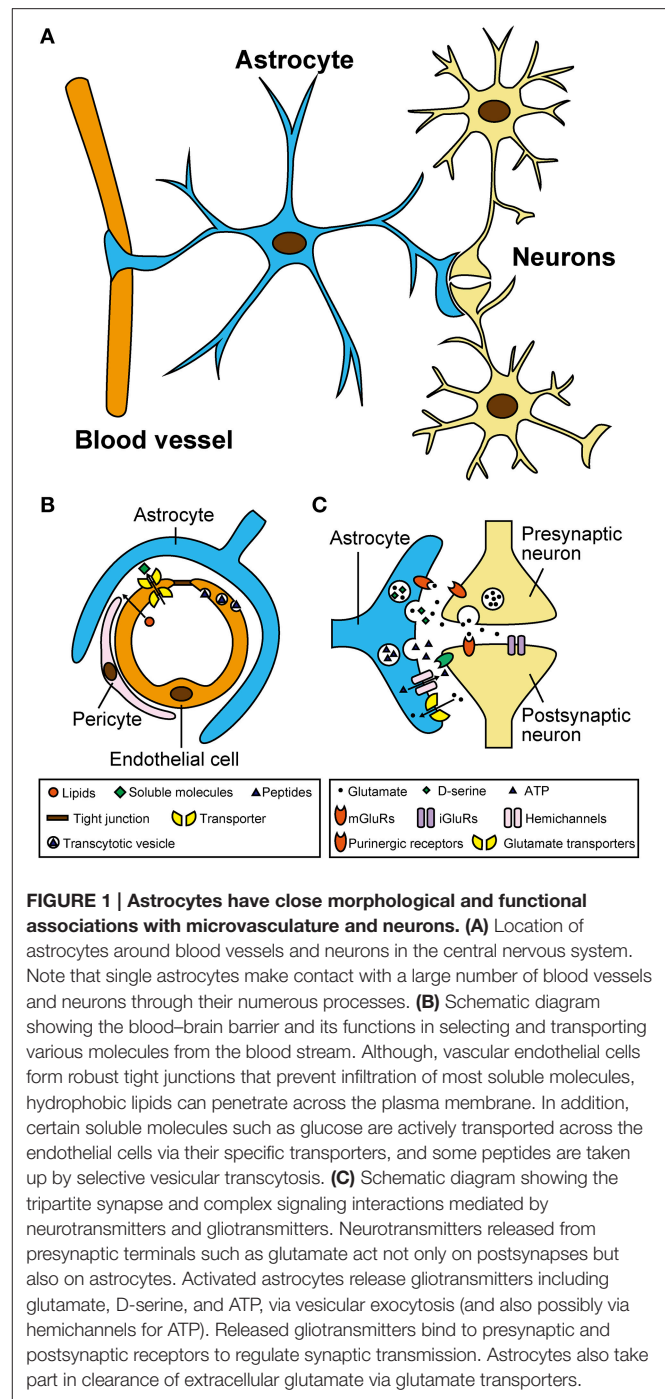 A
Astrocyte
Neurons
Blood vessel
B
Astrocyte
Pericyte
Endothelial cell
C
Astrocyte
Presynaptic
neuron
Postsynaptic
neuron
Lipids Soluble molecules Peptides
Tight junction Transporter
Transcytotic vesicle
Glutamate D-serine ATP
mGluRs iGluRs Hemichannels
Purinergic receptors Glutamate transporters
FIGURE 1 | Astrocytes have close morphological and functional
associations with microvasculature and neurons. (A) Location of
astrocytes around blood vessels and neurons in the central nervous system.
Note that single astrocytes make contact with a large number of blood vessels
and neurons through their numerous processes. (B) Schematic diagram
showing the blood–brain barrier and its functions in selecting and transporting
various molecules from the blood stream. Although, vascular endothelial cells
form robust tight junctions that prevent infiltration of most soluble molecules,
hydrophobic lipids can penetrate across the plasma membrane. In addition,
certain soluble molecules such as glucose are actively transported across the
endothelial cells via their specific transporters, and some peptides are taken
up by selective vesicular transcytosis. (C) Schematic diagram showing the
tripartite synapse and complex signaling interactions mediated by
neurotransmitters and gliotransmitters. Neurotransmitters released from
presynaptic terminals such as glutamate act not only on postsynapses but
also on astrocytes. Activated astrocytes release gliotransmitters including
glutamate, D-serine, and ATP, via vesicular exocytosis (and also possibly via
hemichannels for ATP). Released gliotransmitters bind to presynaptic and
postsynaptic receptors to regulate synaptic transmission. Astrocytes also take
part in clearance of extracellular glutamate via glutamate transporters.